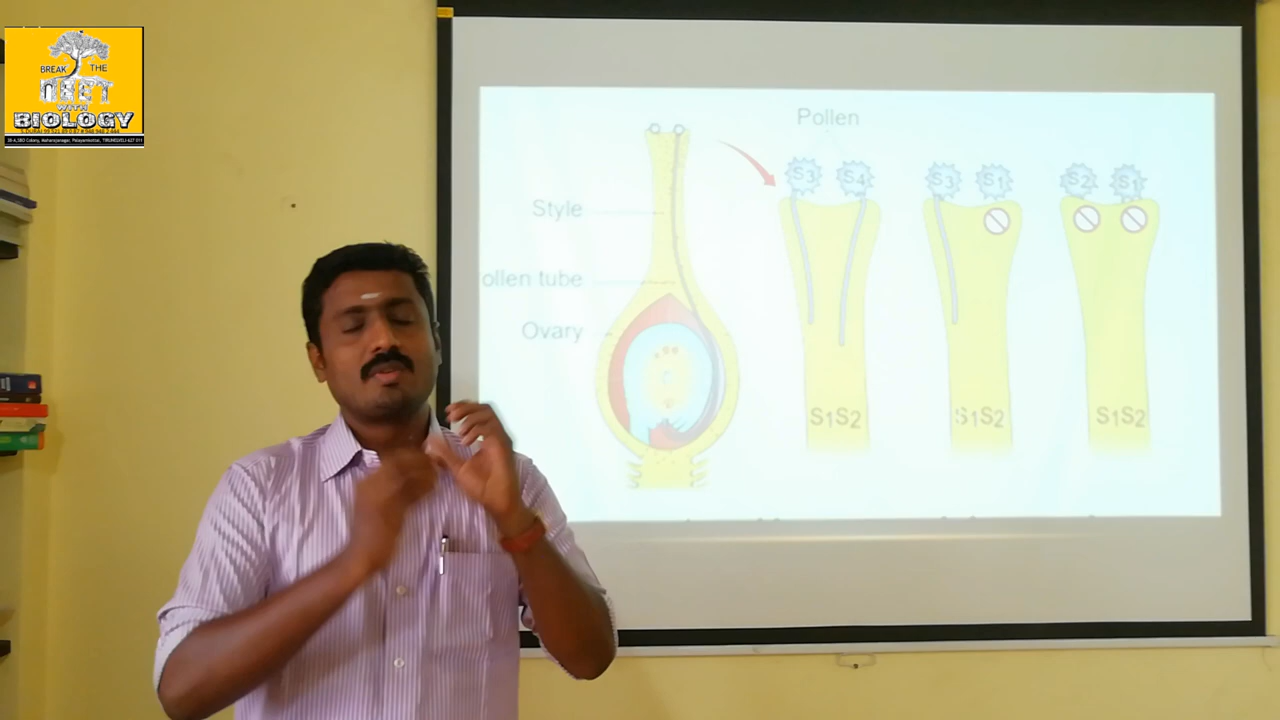 BREAK THE
NEET
WITH
BIOLOGY
Pollen
S3 S4 S3 S1 S2 S1
Style
ollen tube
Ovary
S1S2 S1S2 S1S2